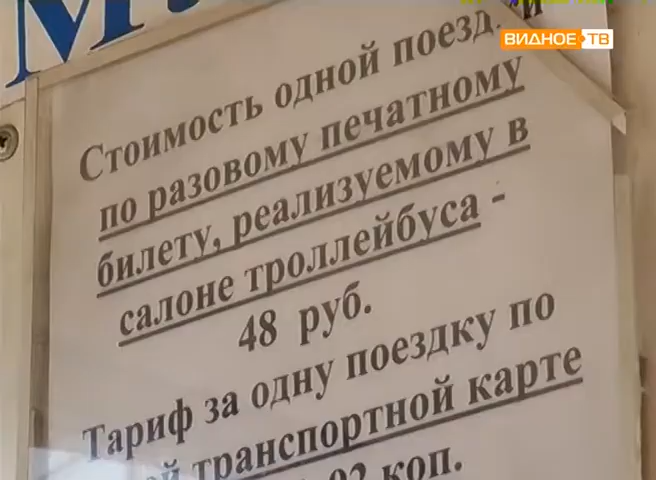 ВИДНОЕ ТВ
Стоимость одной
по разовому печатному
билету, реализуемому в
салоне троллейбуса -
48 руб.
Тариф за одну поездку по
транспортной карте
коп.